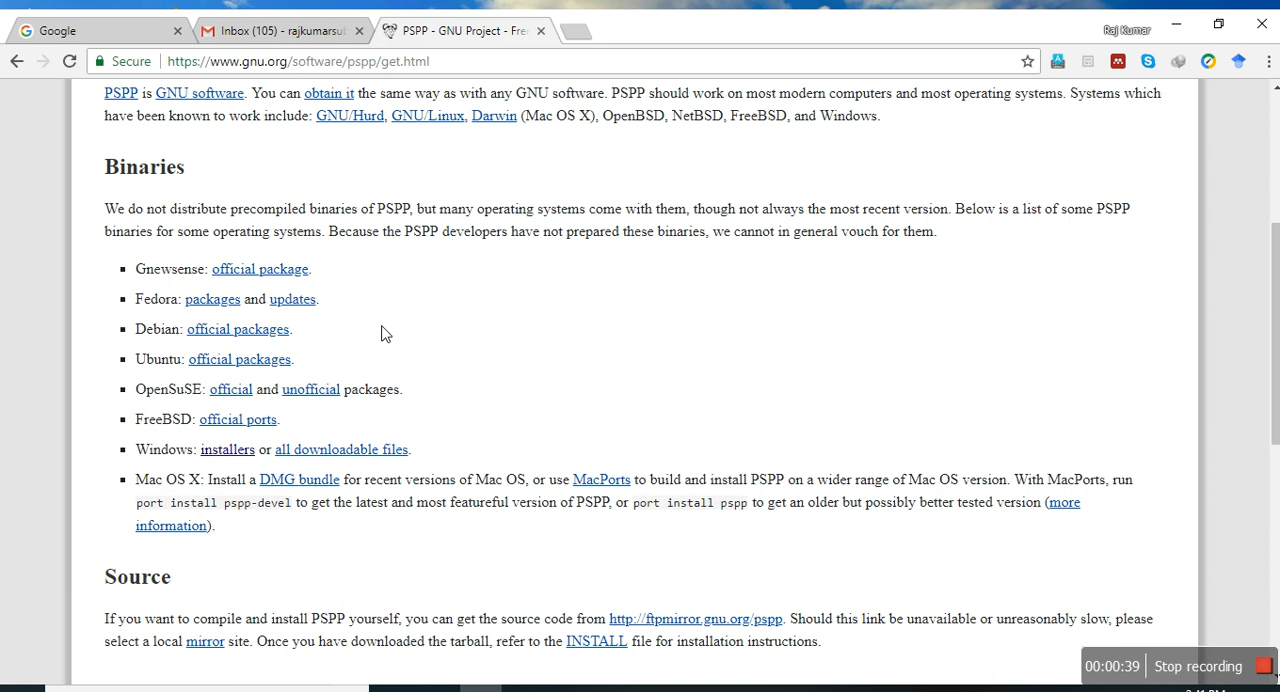 Google
Inbox (105) - rajkumarsub
PSPP - GNU Project - Fre
Raj Kumar
Secure
https://www.gnu.org/software/pspp/get.html
PSPP is GNU software. You can obtain it the same way as with any GNU software. PSPP should work on most modern computers and most operating systems. Systems which
have been known to work include: GNU/Hurd, GNU/Linux, Darwin (Mac OS X), OpenBSD, NetBSD, FreeBSD, and Windows.
Binaries
We do not distribute precompiled binaries of PSPP, but many operating systems come with them, though not always the most recent version. Below is a list of some PSPP
binaries for some operating systems. Because the PSPP developers have not prepared these binaries, we cannot in general vouch for them.
Gnewsense: official package.
Fedora: packages and updates.
Debian: official packages.
Ubuntu: official packages.
OpenSuSE: official and unofficial packages.
FreeBSD: official ports.
Windows: installers or all downloadable files.
Mac OS X: Install a DMG bundle for recent versions of Mac OS, or use MacPorts to build and install PSPP on a wider range of Mac OS version. With MacPorts, run
port install pspp-devel to get the latest and most featureful version of PSPP, or port install pspp to get an older but possibly better tested version (more
information).
Source
If you want to compile and install PSPP yourself, you can get the source code from http://ftpmirror.gnu.org/pspp. Should this link be unavailable or unreasonably slow, please
select a local mirror site. Once you have downloaded the tarball, refer to the INSTALL file for installation instructions.
00:00:39
Stop recording